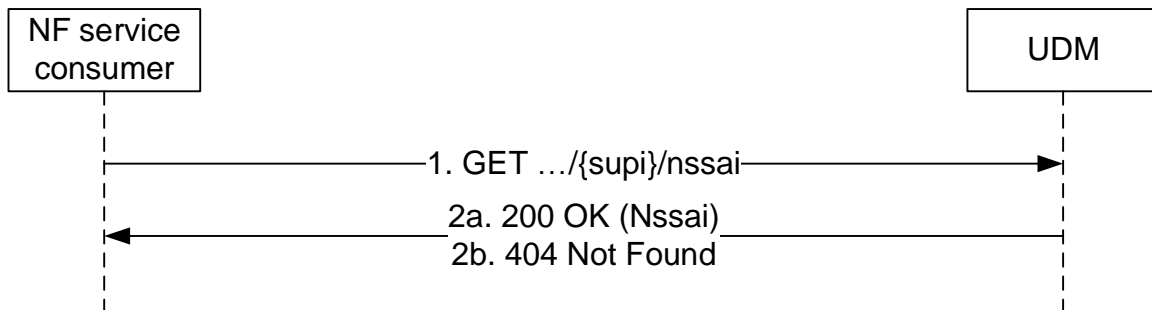 NF service
consumer
UDM
1. GET …/{supi}/nssai
2a. 200 OK (Nssai)
2b. 404 Not Found